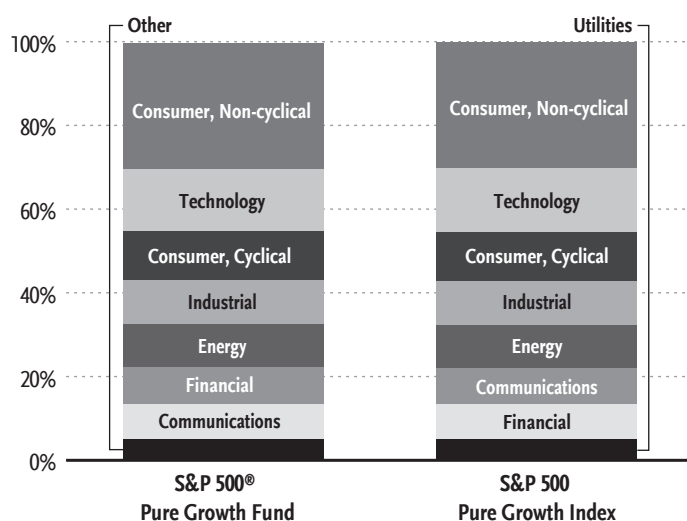 Other
Utilities
100%
80%
60%
40%
20%
0%
Consumer, Non-cyclical
Technology
Consumer, Cyclical
Industrial
Energy
Financial
Communications
Consumer, Non-cyclical
Technology
Consumer, Cyclical
Industrial
Energy
Communications
Financial
S&P 500®
Pure Growth Fund
S&P 500
Pure Growth Index